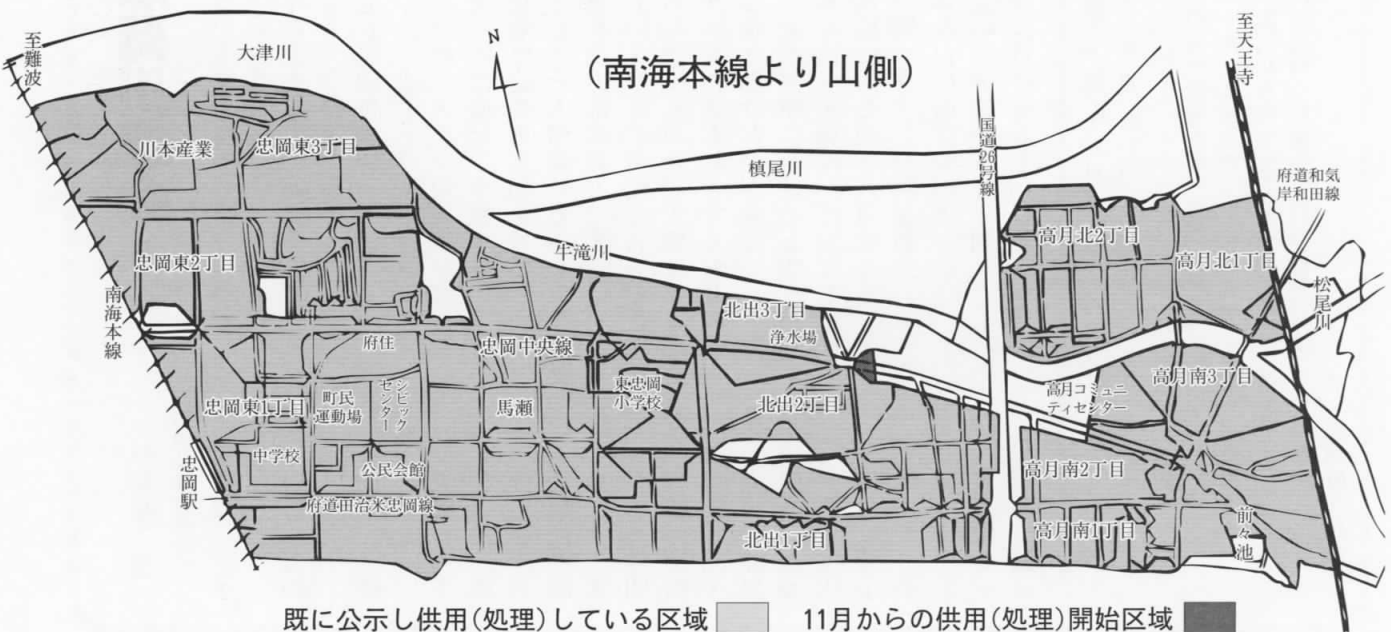 至難波
大津川
N
(南海本線より山側)
至天王寺
国道26号線
川本産業
忠岡東3丁目
槙尾川
府道和気
岸和田線
高月北2丁目
牛滝川
忠岡東2丁目
高月北1丁目
南海本線
松尾川
北出3丁目
浄水場
府住
忠岡中央線
高月南3丁目
シビック
センター
東忠岡
小学校
高月コミュニ
ティセンター
忠岡東1丁目
町民
運動場
馬瀬
北出2丁目
中学校
公民会館
高月南2丁目
忠岡駅
府道田治米忠岡線
北出1丁目
高月南1丁目
前々池
既に公示し供用(処理)している区域
11月からの供用(処理)開始区域